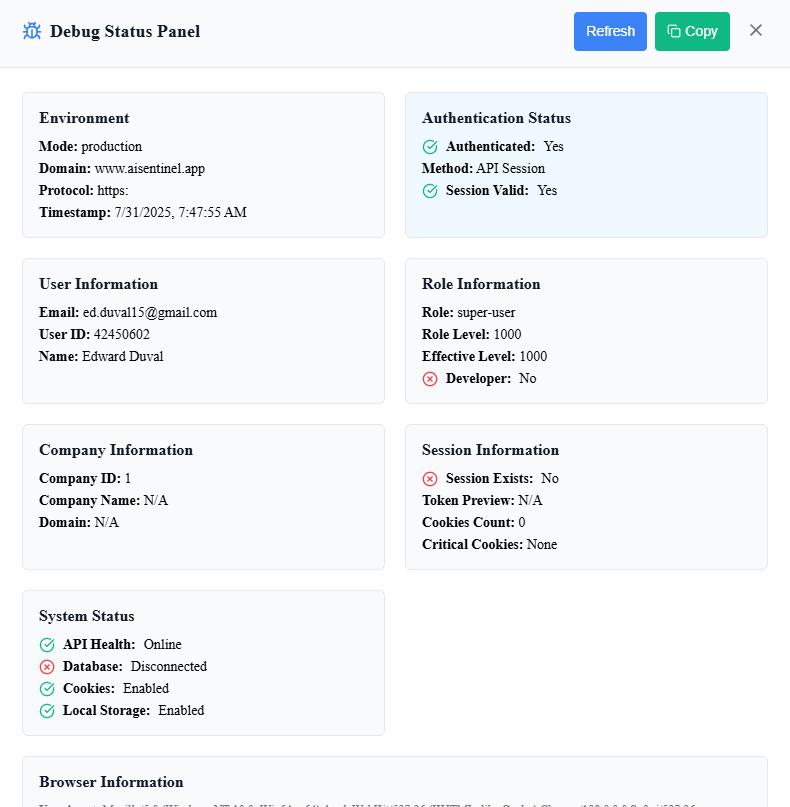 Debug Status Panel
Refresh
Copy
Environment
Mode: production
Domain: www.aisentinel.app
Protocol: https:
Timestamp: 7/31/2025, 7:47:55 AM
Authentication Status
Authenticated: Yes
Method: API Session
Session Valid: Yes
User Information
Email: ed.duval15@gmail.com
User ID: 42450602
Name: Edward Duval
Role Information
Role: super-user
Role Level: 1000
Effective Level: 1000
Developer: No
Company Information
Company ID: 1
Company Name: N/A
Domain: N/A
Session Information
Session Exists: No
Token Preview: N/A
Cookies Count: 0
Critical Cookies: None
System Status
API Health: Online
Database: Disconnected
Cookies: Enabled
Local Storage: Enabled
Browser Information